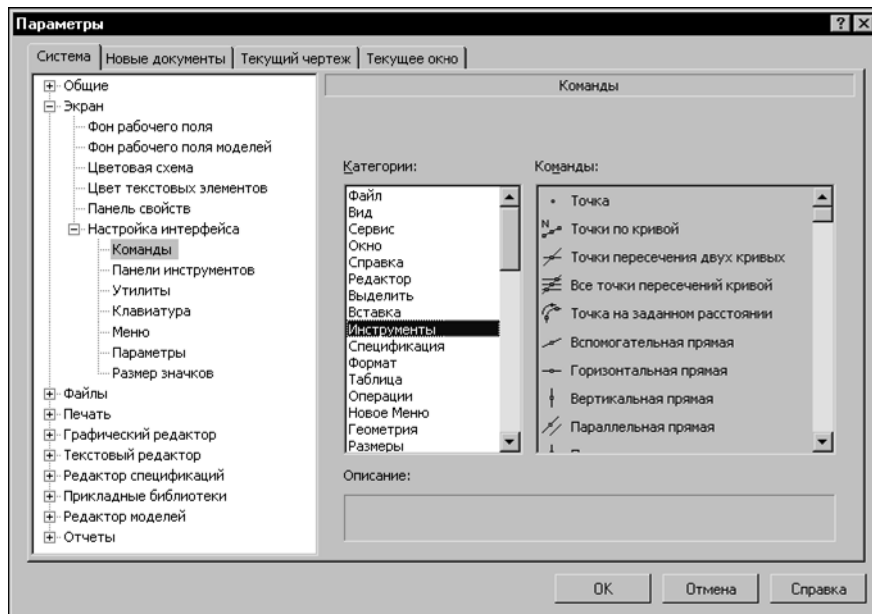 Параметры
Система
Новые документы
Текущий чертеж
Текущее окно
Общие
Экран
Фон рабочего поля
Фон рабочего поля моделей
Цветовая схема
Цвет текстовых элементов
Панель свойств
Настройка интерфейса
Команды
Панели инструментов
Утилиты
Клавиатура
Меню
Параметры
Размер значков
Файлы
Печать
Графический редактор
Текстовый редактор
Редактор спецификаций
Прикладные библиотеки
Редактор моделей
Отчеты
Команды
Категории:
Файл
Вид
Сервис
Окно
Справка
Редактор
Выделить
Вставка
Инструменты
Спецификация
Формат
Таблица
Операции
Новое Меню
Геометрия
Размеры
Команды:
Точка
Точки по кривой
Точки пересечения двух кривых
Все точки пересечений кривой
Точка на заданном расстоянии
Вспомогательная прямая
Горизонтальная прямая
Вертикальная прямая
Параллельная прямая
Описание:
OK
Отмена
Справка